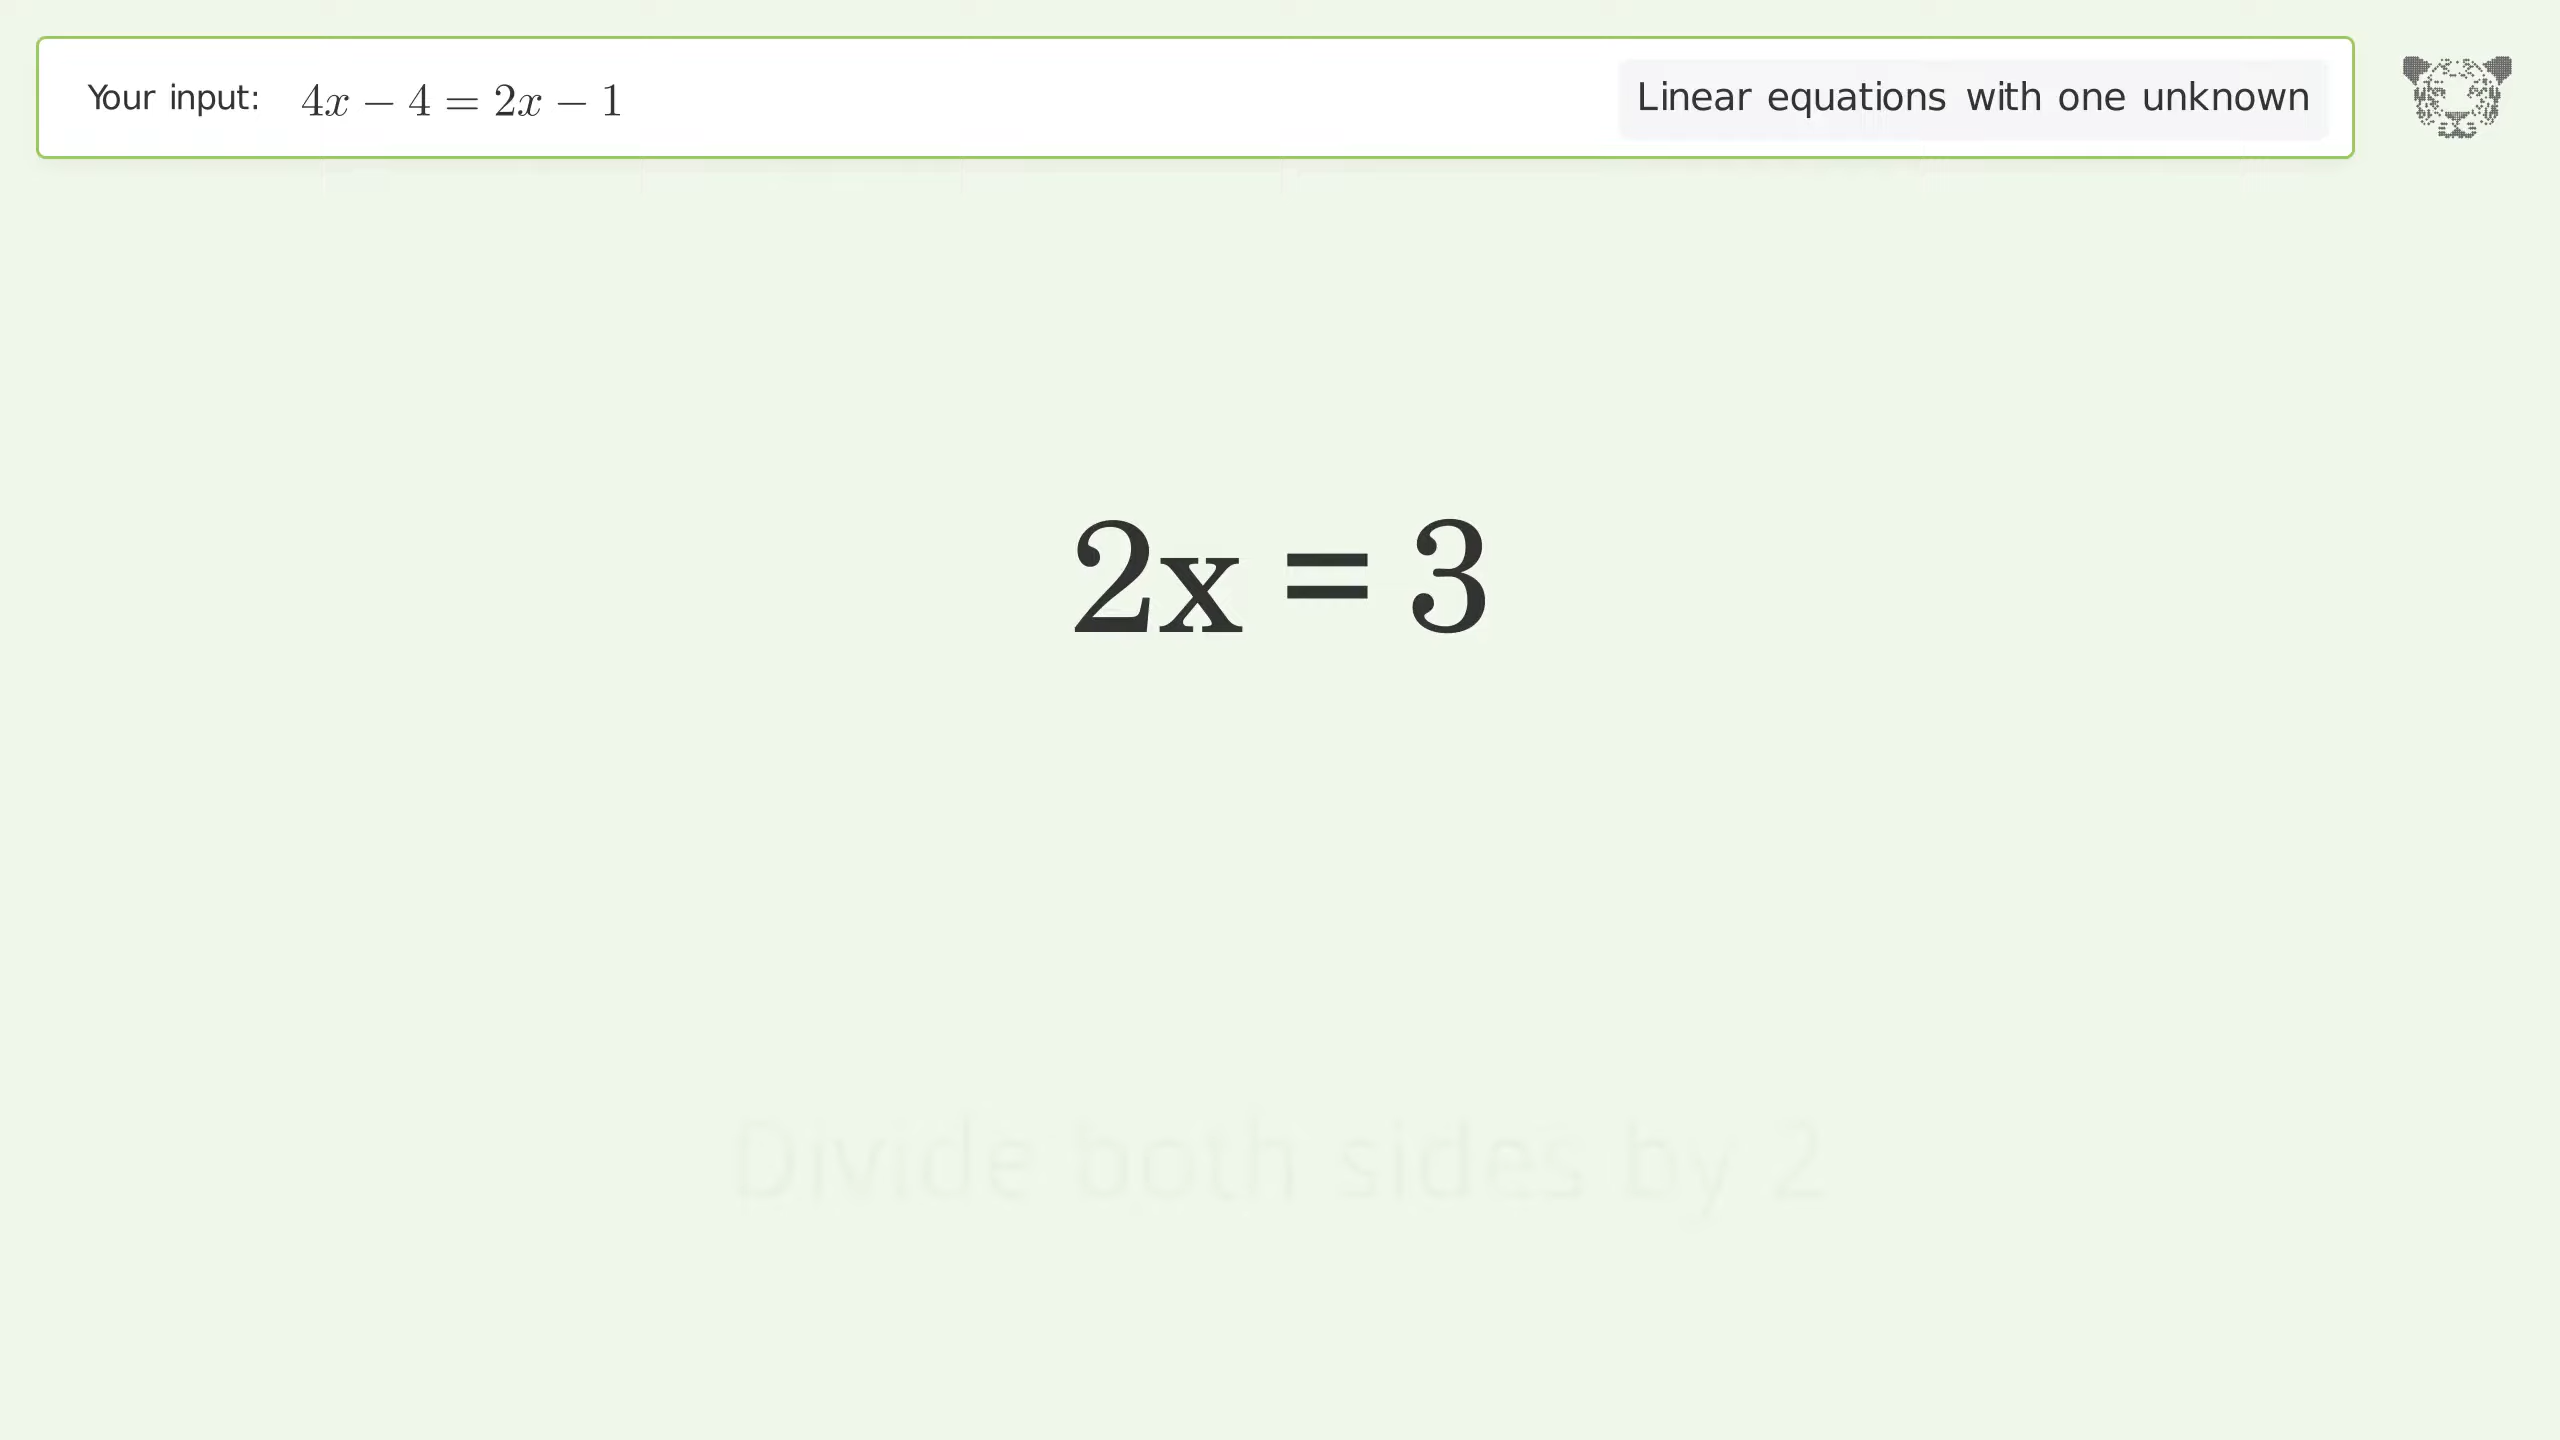 Your input: 4x − 4 = 2x − 1
Linear equations with one unknown
2x = 3
Divide both sides by 2